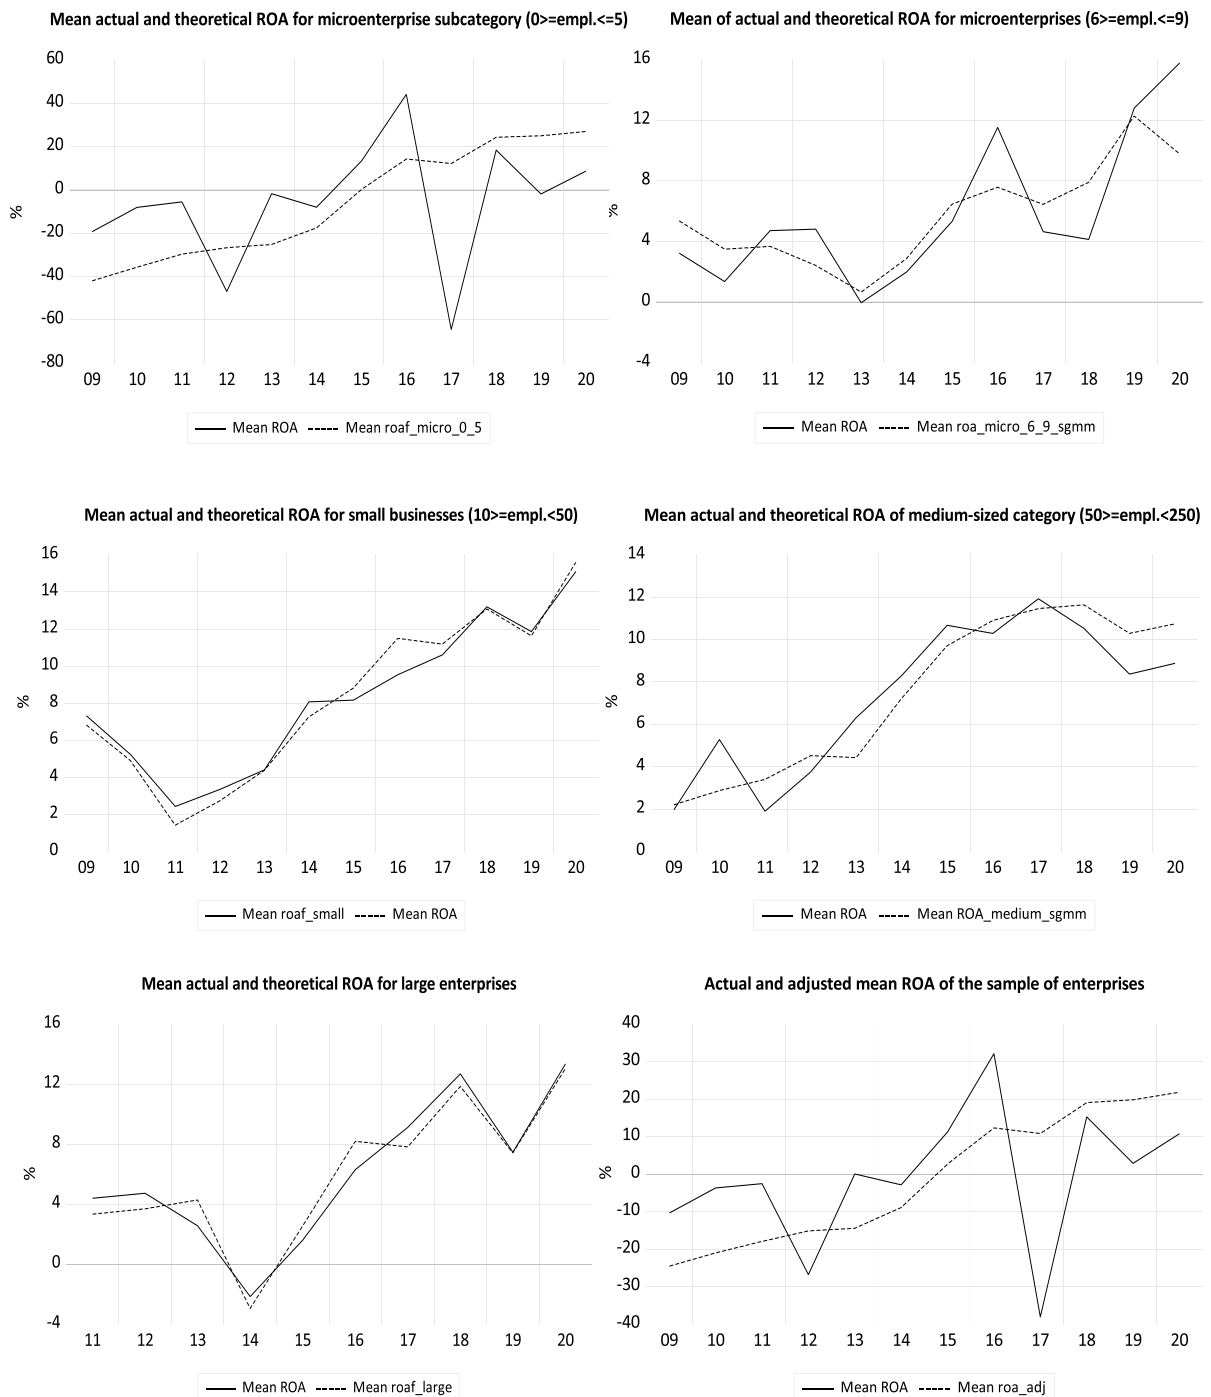 Mean actual and theoretical ROA for microenterprise subcategory (0>=empl.<=5)
60
40
20
0
-20
-40
-60
-80
%
09 10 11 12 13 14 15 16 17 18 19 20
Mean ROA Mean roaf_micro_0_5
Mean of actual and theoretical ROA for microenterprises (6>=empl.<=9)
16
12
8
4
0
-4
%
09 10 11 12 13 14 15 16 17 18 19 20
Mean ROA Mean roa_micro_6_9_sgmm
Mean actual and theoretical ROA for small businesses (10>=empl.<50)
16
14
12
10
8
6
4
2
0
%
09 10 11 12 13 14 15 16 17 18 19 20
Mean roaf_small Mean ROA
Mean actual and theoretical ROA of medium-sized category (50>=empl.<250)
14
12
10
8
6
4
2
0
%
09 10 11 12 13 14 15 16 17 18 19 20
Mean ROA Mean ROA_medium_sgmm
Mean actual and theoretical ROA for large enterprises
16
12
8
4
0
-4
%
11 12 13 14 15 16 17 18 19 20
Mean ROA Mean roaf_large
Actual and adjusted mean ROA of the sample of enterprises
40
30
20
10
0
-10
-20
-30
-40
%
09 10 11 12 13 14 15 16 17 18 19 20
Mean ROA Mean roa_adj